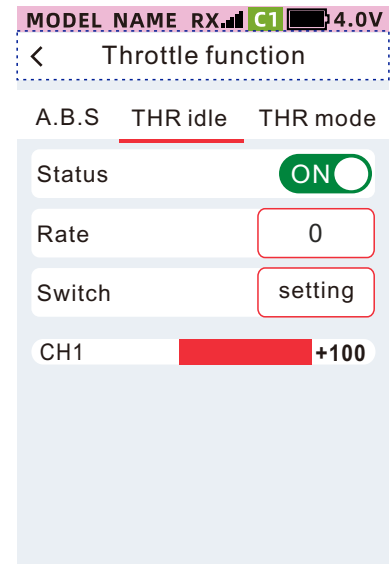 MODEL NAME RX C1 4.0V
< Throttle function
A.B.S THR idle THR mode
Status ON
Rate 0
Switch setting
CH1 +100